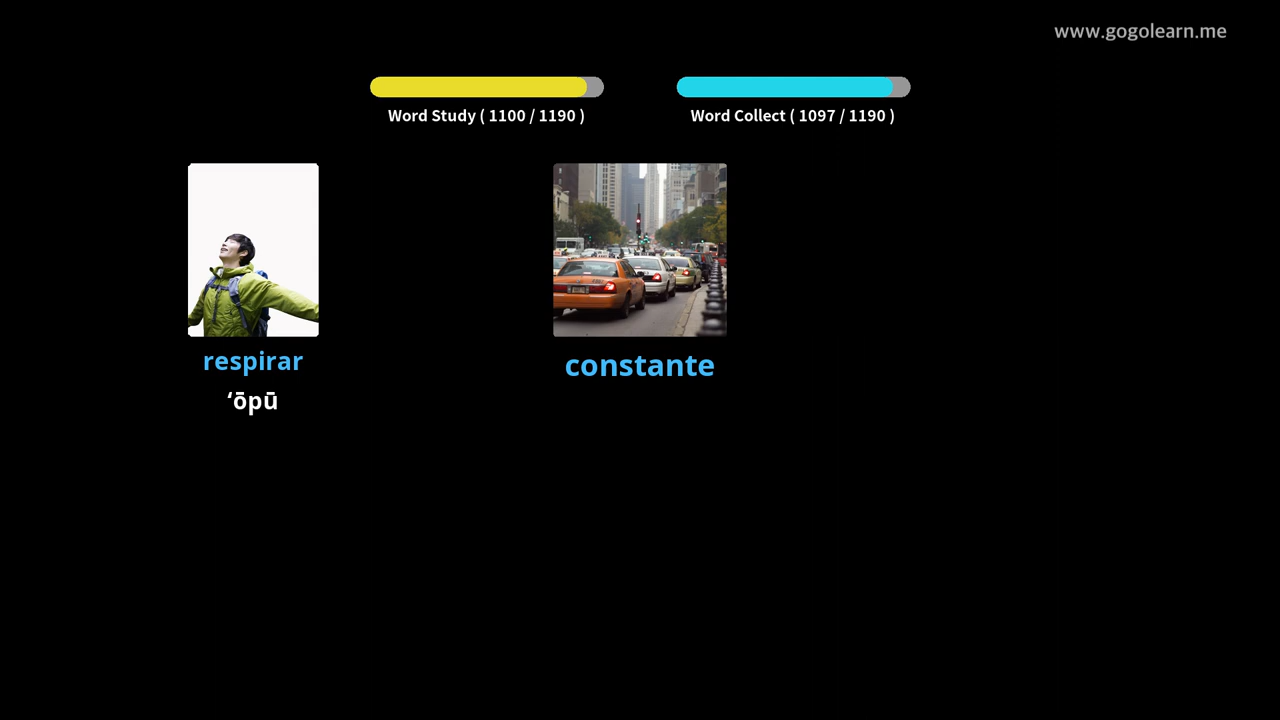 www.gogolearn.me
Word Study ( 1100 / 1190 )
Word Collect ( 1097 / 1190 )
respirar
ʻōpū
constante